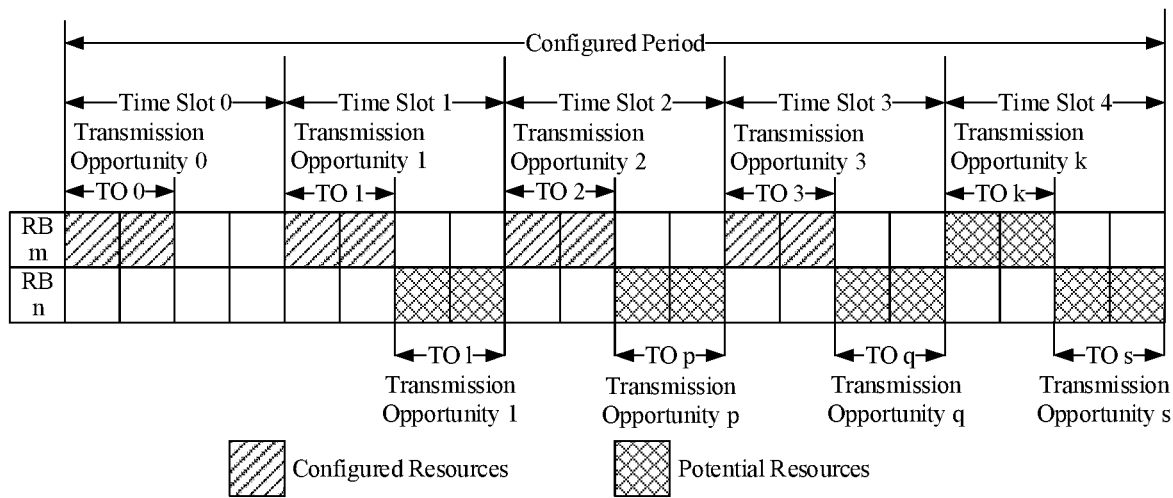 Configured Period
Time Slot 0
Time Slot 1
Time Slot 2
Time Slot 3
Time Slot 4
Transmission
Opportunity 0
Transmission
Opportunity 1
Transmission
Opportunity 2
Transmission
Opportunity 3
Transmission
Opportunity k
TO 0
TO 1
TO 2
TO 3
TO k
RB
m
RB
n
TO l
TO p
TO q
TO s
Transmission
Opportunity l
Transmission
Opportunity p
Transmission
Opportunity q
Transmission
Opportunity s
Configured Resources
Potential Resources